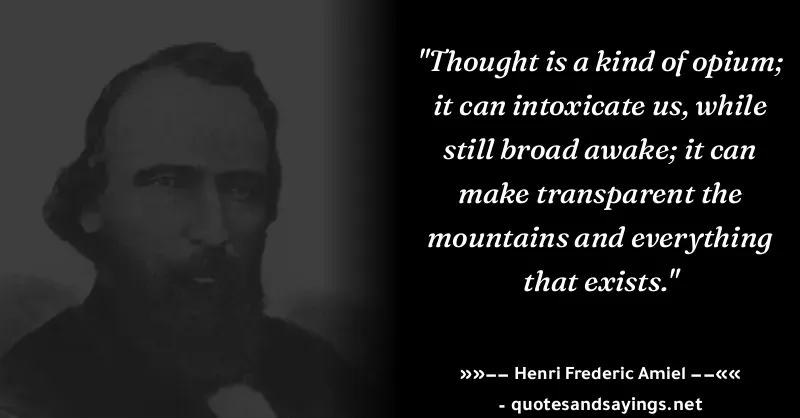 "Thought is a kind of opium;
it can intoxicate us, while
still broad awake; it can
make transparent the
mountains and everything
that exists."
»»−− Henri Frederic Amiel −−««
- quotesandsayings.net